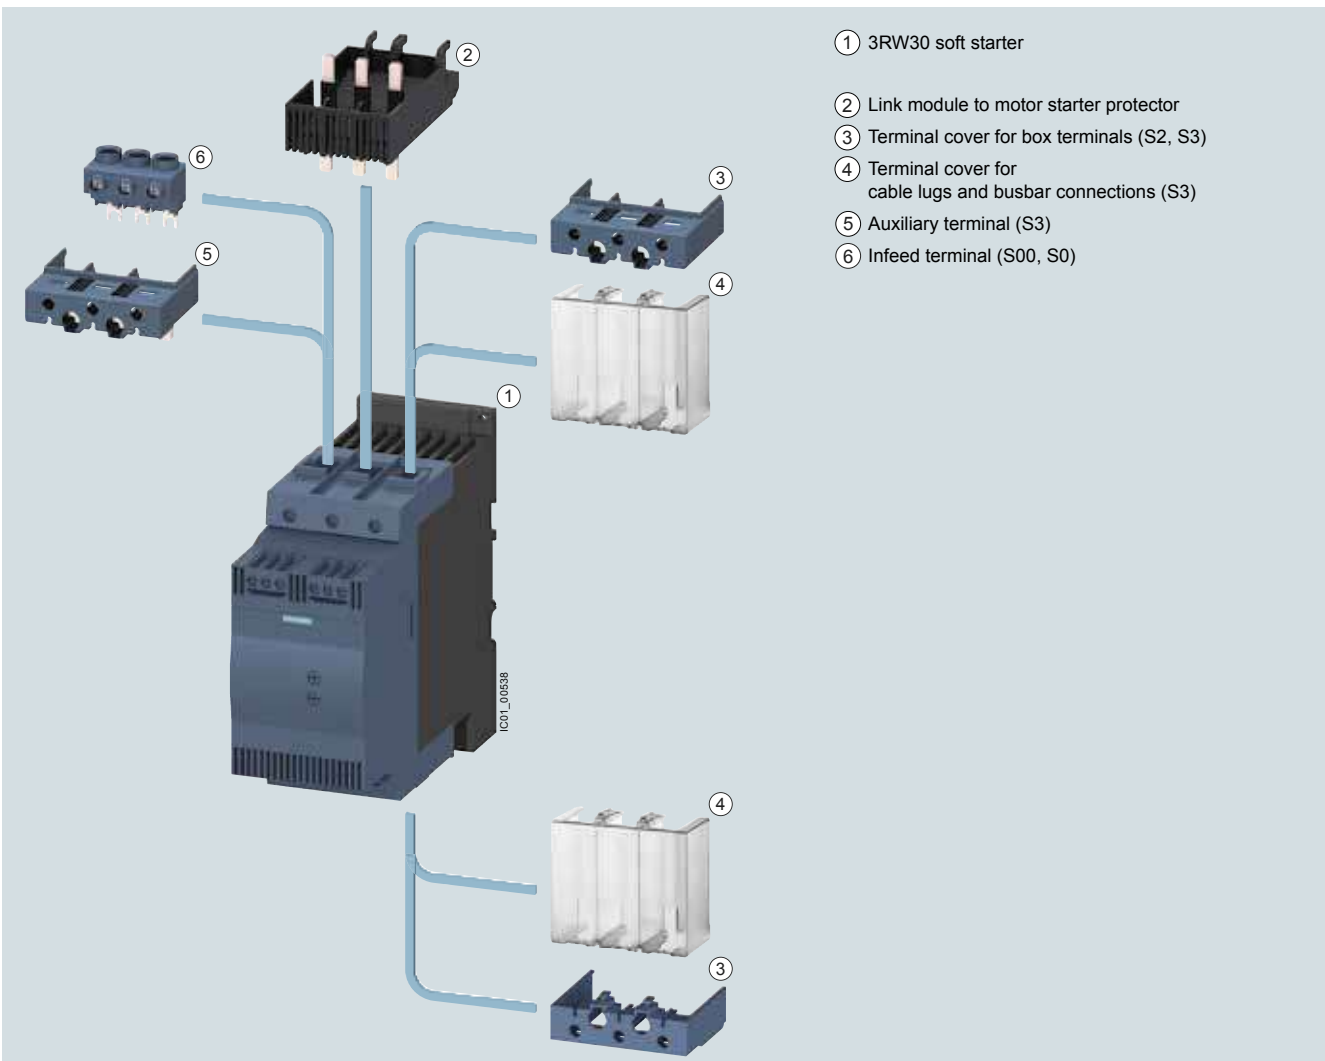 1 3RW30 soft starter
2 Link module to motor starter protector
3 Terminal cover for box terminals (S2, S3)
4 Terminal cover for
cable lugs and busbar connections (S3)
5 Auxiliary terminal (S3)
6 Infeed terminal (S00, S0)
2
6
3
5
4
1
IC01_00538
4
3